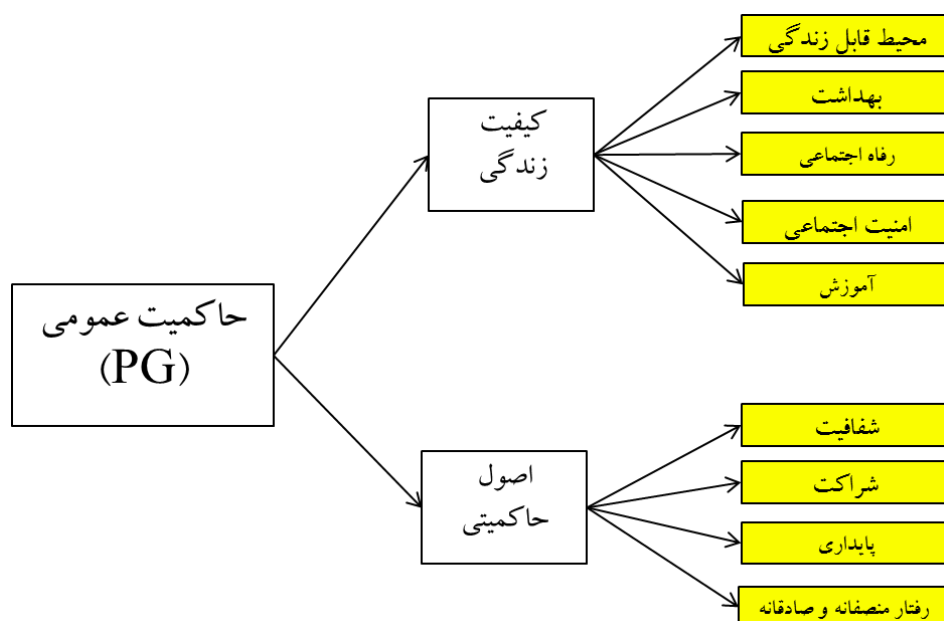 حاکمیت عمومی
(PG)
کیفیت
زندگی
محیط قابل زندگی
بهداشت
رفاه اجتماعی
امنیت اجتماعی
آموزش
اصول
حاکمیتی
شفافیت
شراکت
پایداری
رفتار منصفانه و صادقانه